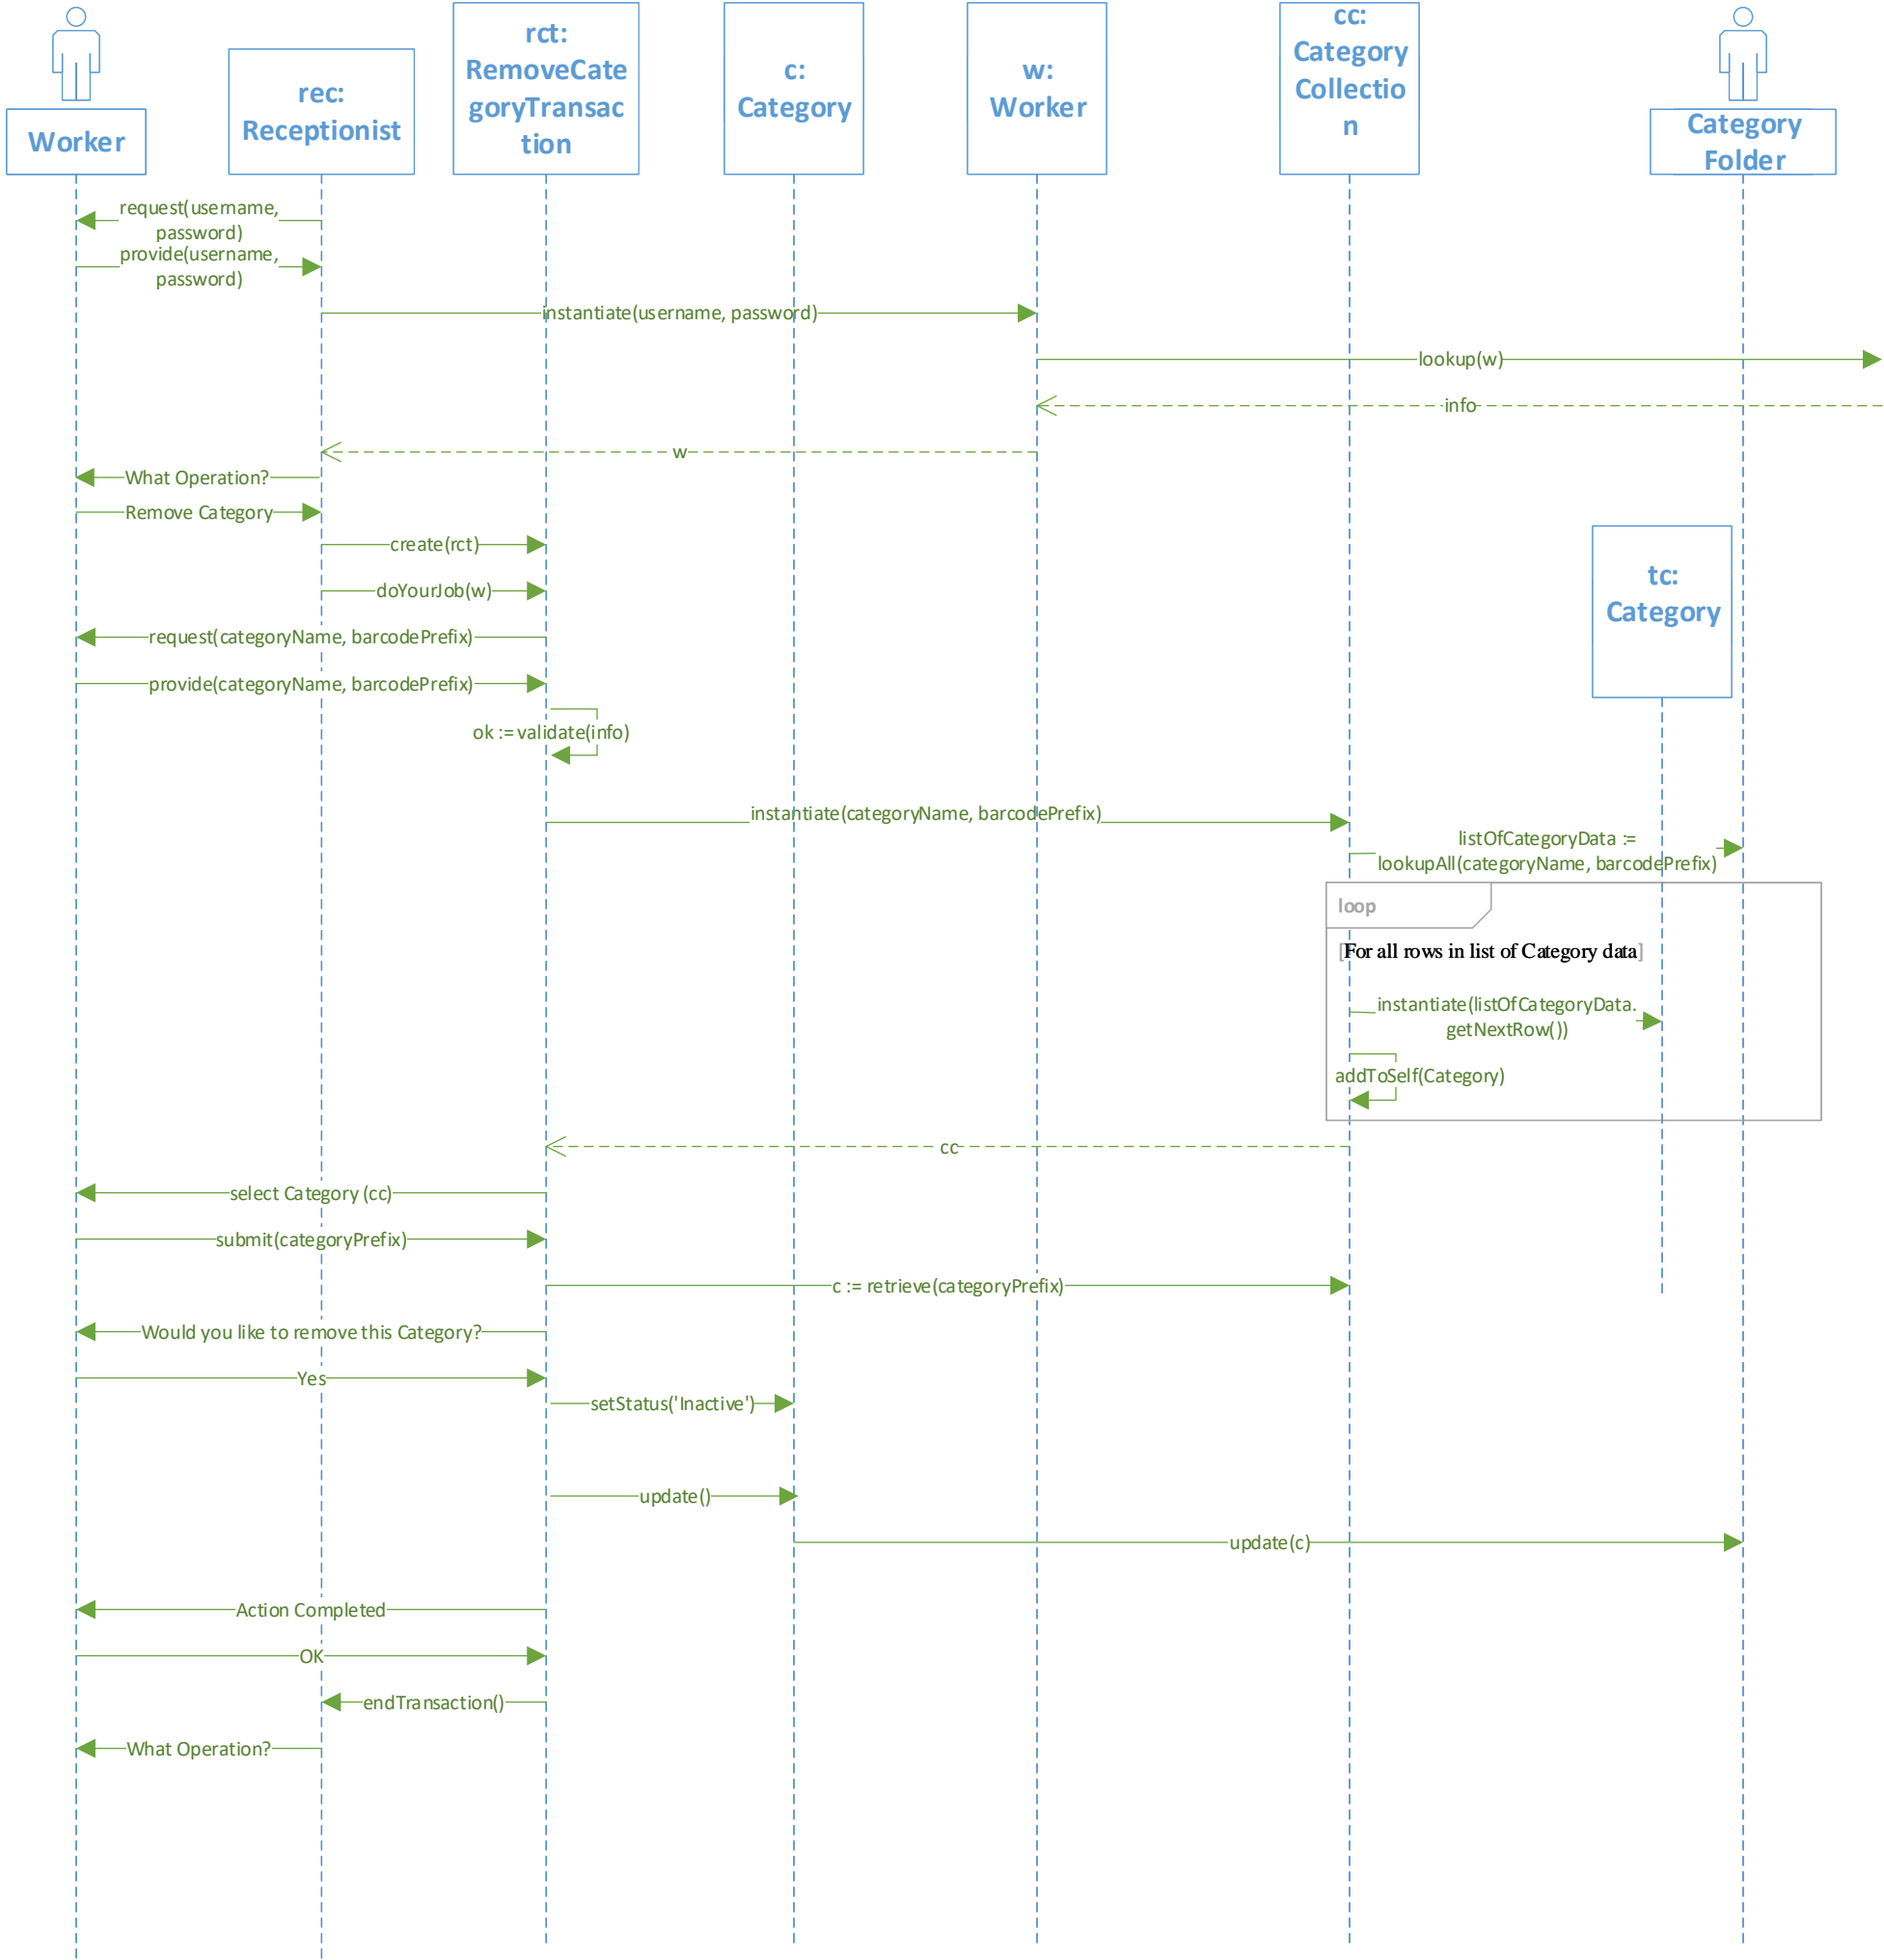 Worker
rec:
Receptionist
rct:
RemoveCate
goryTransac
tion
c:
Category
w:
Worker
cc:
Category
Collectio
n
Category
Folder
request(username,
password)
provide(username,
password)
instantiate(username, password)
lookup(w)
info
w
What Operation?
Remove Category
create(rct)
tc:
Category
doYourJob(w)
request(categoryName, barcodePrefix)
provide(categoryName, barcodePrefix)
ok := validate(info)
instantiate(categoryName, barcodePrefix)
listOfCategoryData :=
lookupAll(categoryName, barcodePrefix)
loop
[For all rows in list of Category data]
instantiate(listOfCategoryData.
getNextRow())
addToSelf(Category)
cc
select Category (cc)
submit(categoryPrefix)
c := retrieve(categoryPrefix)
Would you like to remove this Category?
Yes
setStatus('Inactive')
update()
update(c)
Action Completed
OK
endTransaction()
What Operation?